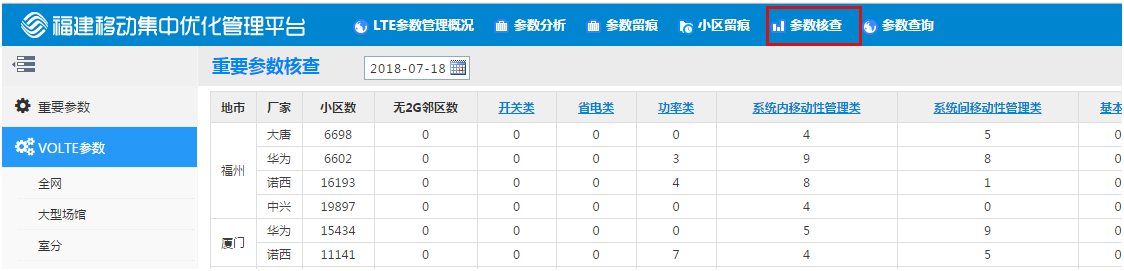 福建移动集中优化管理平台 LTE参数管理概况 参数分析 参数留痕 小区留痕 参数核查 参数查询
重要参数核查 2018-07-18
重要参数
VOLTE参数
全网
大型场馆
室分
地市 厂家 小区数 无2G邻区数 开关类 省电类 功率类 系统内移动性管理类 系统间移动性管理类 基本
福州 大唐 6698 0 0 0 0 4 5 0
华为 6602 0 0 0 3 9 8 0
诺西 16193 0 0 0 4 8 1 0
中兴 19897 0 0 0 0 4 0 0
厦门 华为 15434 0 0 0 0 5 9 0
诺西 11141 0 0 0 7 4 5 0